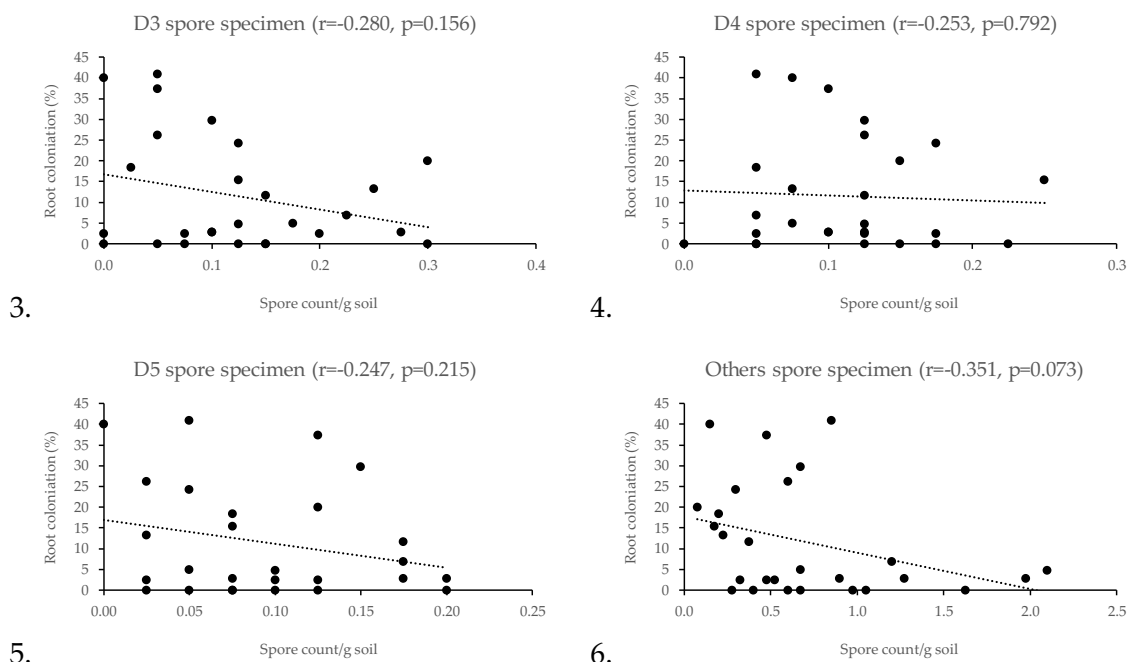 D3 spore specimen (r=-0.280, p=0.156)
45
40
35
30
25
20
15
10
5
0
Root coloniation (%)
0.0 0.1 0.2 0.3 0.4
Spore count/g soil
3.
D4 spore specimen (r=-0.253, p=0.792)
45
40
35
30
25
20
15
10
5
0
Root coloniation (%)
0.0 0.1 0.2 0.3
Spore count/g soil
4.
D5 spore specimen (r=-0.247, p=0.215)
45
40
35
30
25
20
15
10
5
0
Root coloniation (%)
0.00 0.05 0.10 0.15 0.20 0.25
Spore count/g soil
5.
Others spore specimen (r=-0.351, p=0.073)
45
40
35
30
25
20
15
10
5
0
Root coloniation (%)
0.0 0.5 1.0 1.5 2.0 2.5
Spore count/g soil
6.